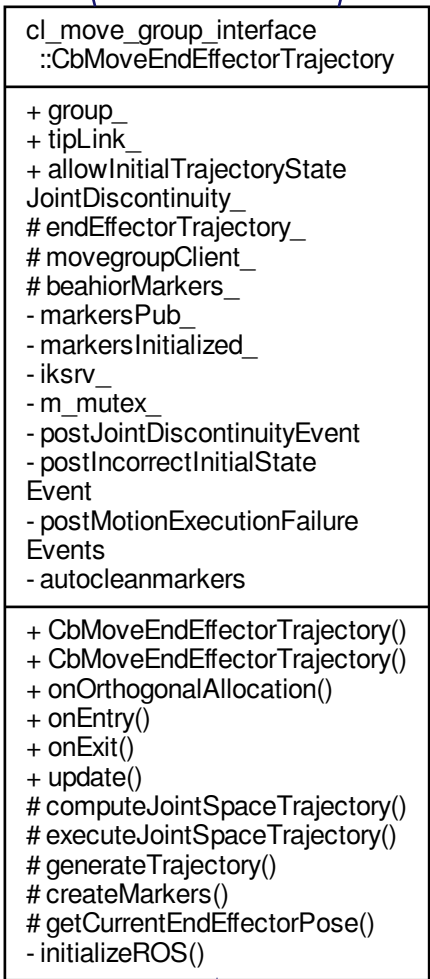 cl_move_group_interface
::CbMoveEndEffectorTrajectory
+ group_
+ tipLink_
+ allowInitialTrajectoryState
JointDiscontinuity_
# endEffectorTrajectory_
# movegroupClient_
# beahiorMarkers_
- markersPub_
- markersInitialized_
- iksrv_
- m_mutex_
- postJointDiscontinuityEvent
- postIncorrectInitialState
Event
- postMotionExecutionFailure
Events
- autocleanmarkers
+ CbMoveEndEffectorTrajectory()
+ CbMoveEndEffectorTrajectory()
+ onOrthogonalAllocation()
+ onEntry()
+ onExit()
+ update()
# computeJointSpaceTrajectory()
# executeJointSpaceTrajectory()
# generateTrajectory()
# createMarkers()
# getCurrentEndEffectorPose()
- initializeROS()